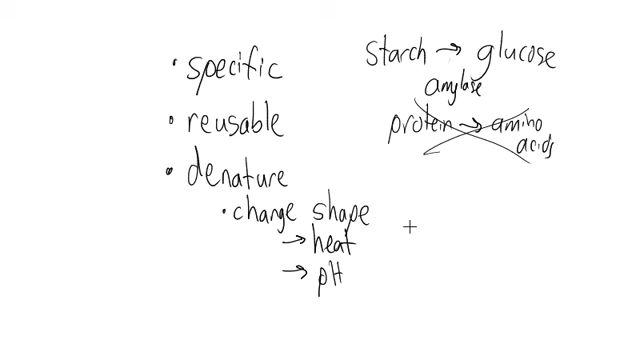 • specific
• reusable
• denature
• change shape
→ heat
→ pH
starch → glucose
amylase
protein → amino
acids